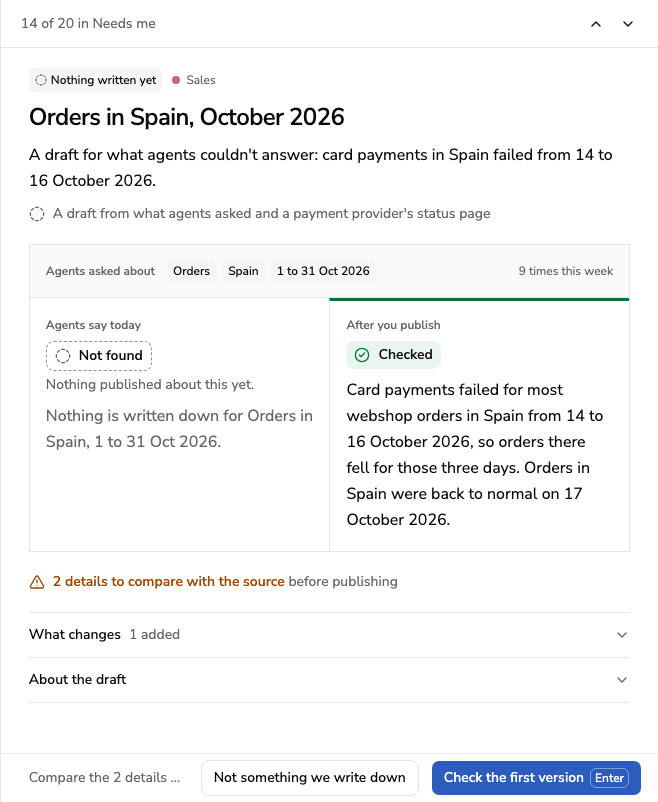 14 of 20 in Needs me
Nothing written yet
Sales
Orders in Spain, October 2026
A draft for what agents couldn't answer: card payments in Spain failed from 14 to
16 October 2026.
A draft from what agents asked and a payment provider's status page
Agents asked about Orders Spain 1 to 31 Oct 2026 9 times this week
Agents say today
Not found
Nothing published about this yet.
Nothing is written down for Orders in
Spain, 1 to 31 Oct 2026.
After you publish
Checked
Card payments failed for most
webshop orders in Spain from 14 to
16 October 2026, so orders there
fell for those three days. Orders in
Spain were back to normal on 17
October 2026.
2 details to compare with the source before publishing
What changes 1 added
About the draft
Compare the 2 details ...
Not something we write down
Check the first version Enter